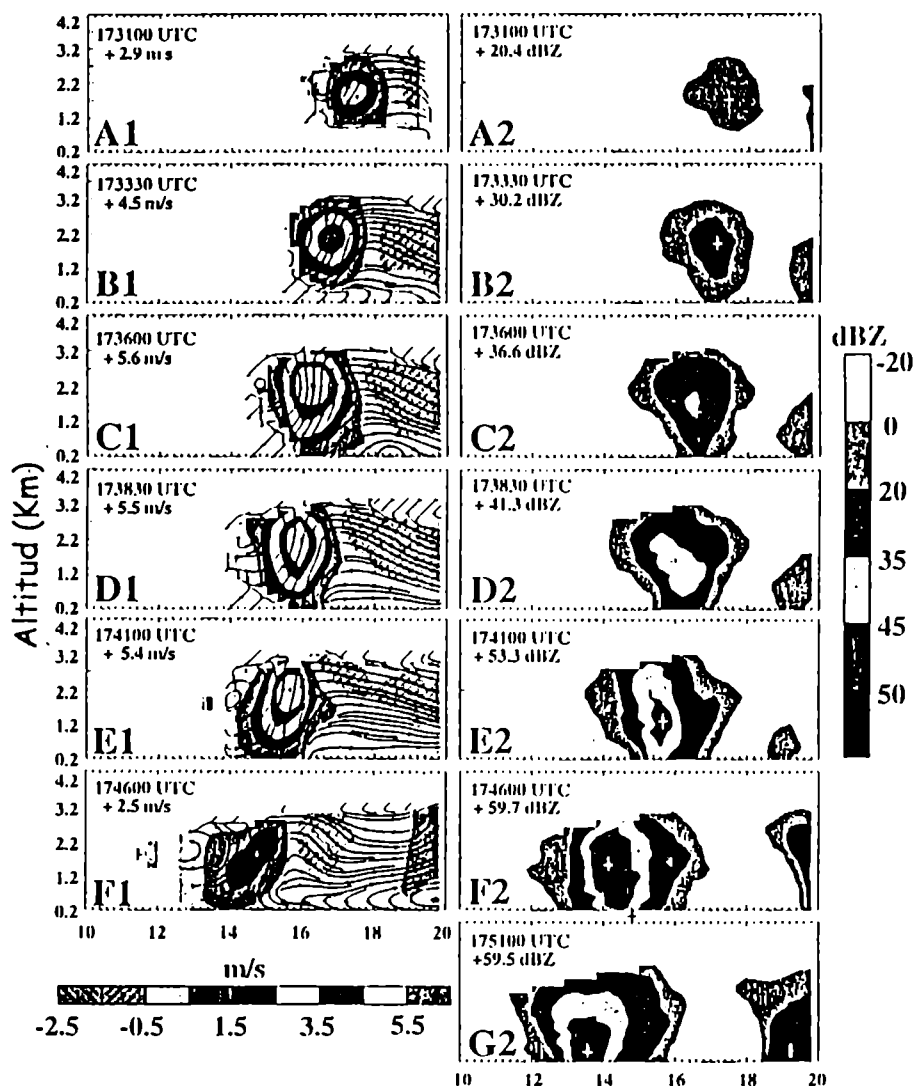 4.2
3.2
2.2
1.2
0.2
173100 UTC
+ 2.9 m/s
A1
173100 UTC
+ 20.4 dBZ
A2
4.2
3.2
2.2
1.2
0.2
173330 UTC
+ 4.5 m/s
B1
173330 UTC
+ 30.2 dBZ
B2
4.2
3.2
2.2
1.2
0.2
173600 UTC
+ 5.6 m/s
C1
173600 UTC
+ 36.6 dBZ
C2
4.2
3.2
2.2
1.2
0.2
173830 UTC
+ 5.5 m/s
D1
173830 UTC
+ 41.3 dBZ
D2
4.2
3.2
2.2
1.2
0.2
174100 UTC
+ 5.4 m/s
E1
174100 UTC
+ 53.3 dBZ
E2
4.2
3.2
2.2
1.2
0.2
174600 UTC
+ 2.5 m/s
F1
174600 UTC
+ 59.7 dBZ
F2
10 12 14 16 18 20
175100 UTC
+59.5 dBZ
G2
10 12 14 16 18 20
Altitud (Km)
m/s
-2.5 -0.5 1.5 3.5 5.5
dBZ
-20
0
20
35
45
50